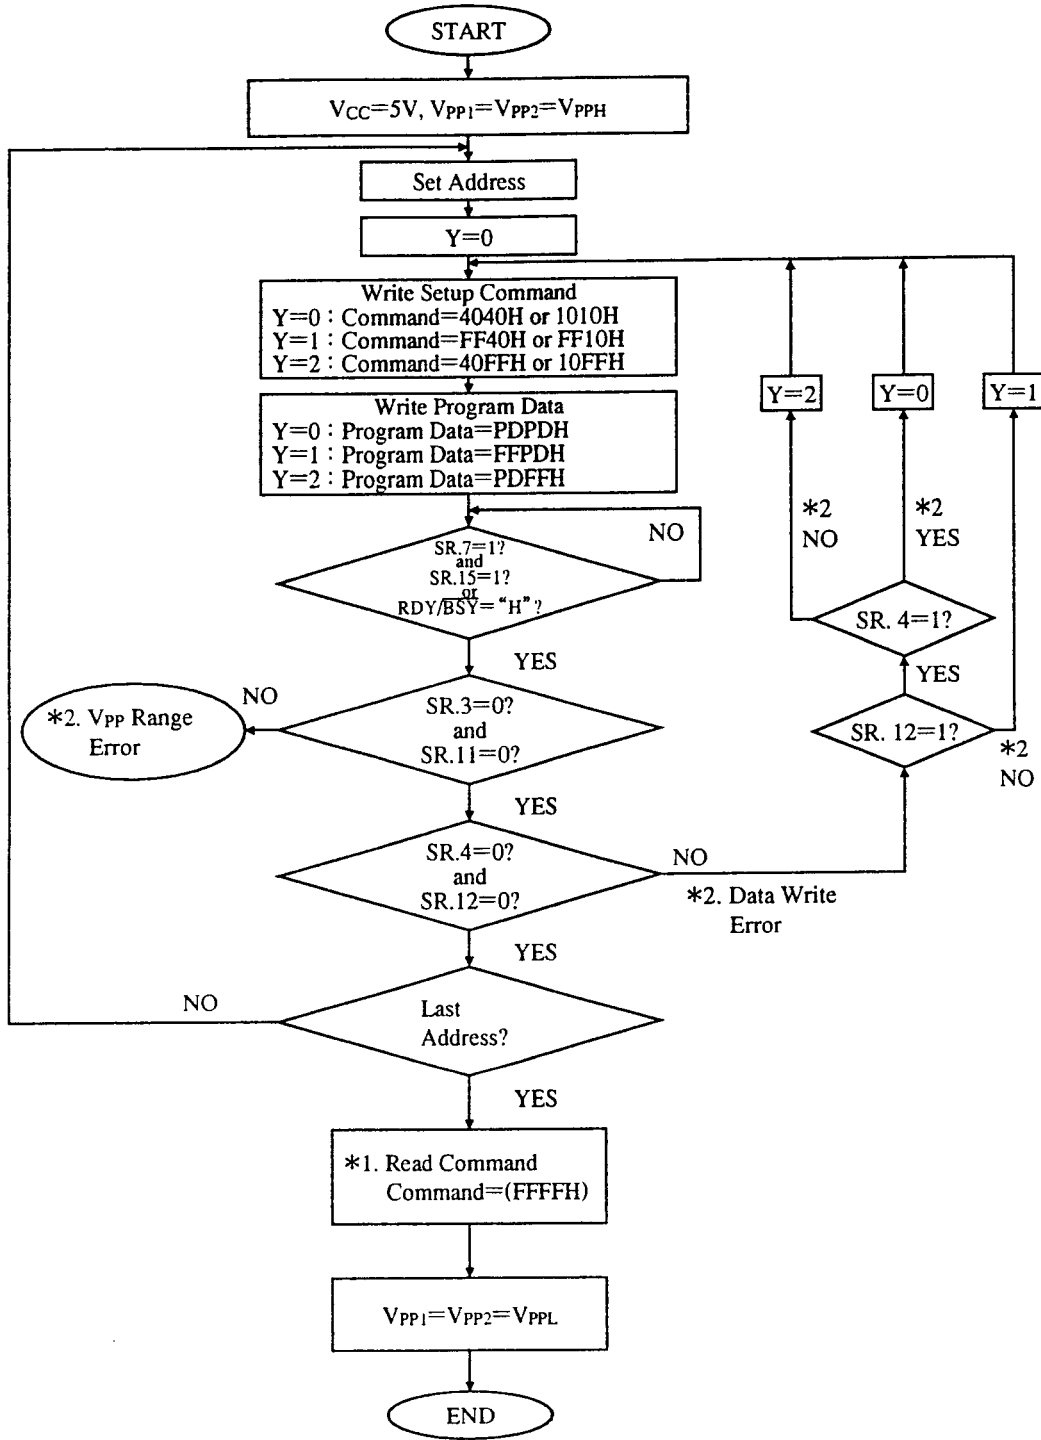 START
VCC=5V, VPP1=VPP2=VPPH
Set Address
Y=0
Write Setup Command
Y=0 : Command=4040H or 1010H
Y=1 : Command=FF40H or FF10H
Y=2 : Command=40FFH or 10FFH
Y=2
Y=0
Y=1
Write Program Data
Y=0 : Program Data=PDPDH
Y=1 : Program Data=FFPDH
Y=2 : Program Data=PDFFH
*2
NO
*2
YES
NO
SR.7=1?
and
SR.15=1?
or
RDY/BSY="H"?
SR. 4=1?
YES
YES
NO
*2. VPP Range
Error
SR.3=0?
and
SR.11=0?
SR. 12=1?
*2
NO
YES
SR.4=0?
and
SR.12=0?
NO
*2. Data Write
Error
YES
NO
Last
Address?
YES
*1. Read Command
Command=(FFFFH)
VPP1=VPP2=VPPL
END